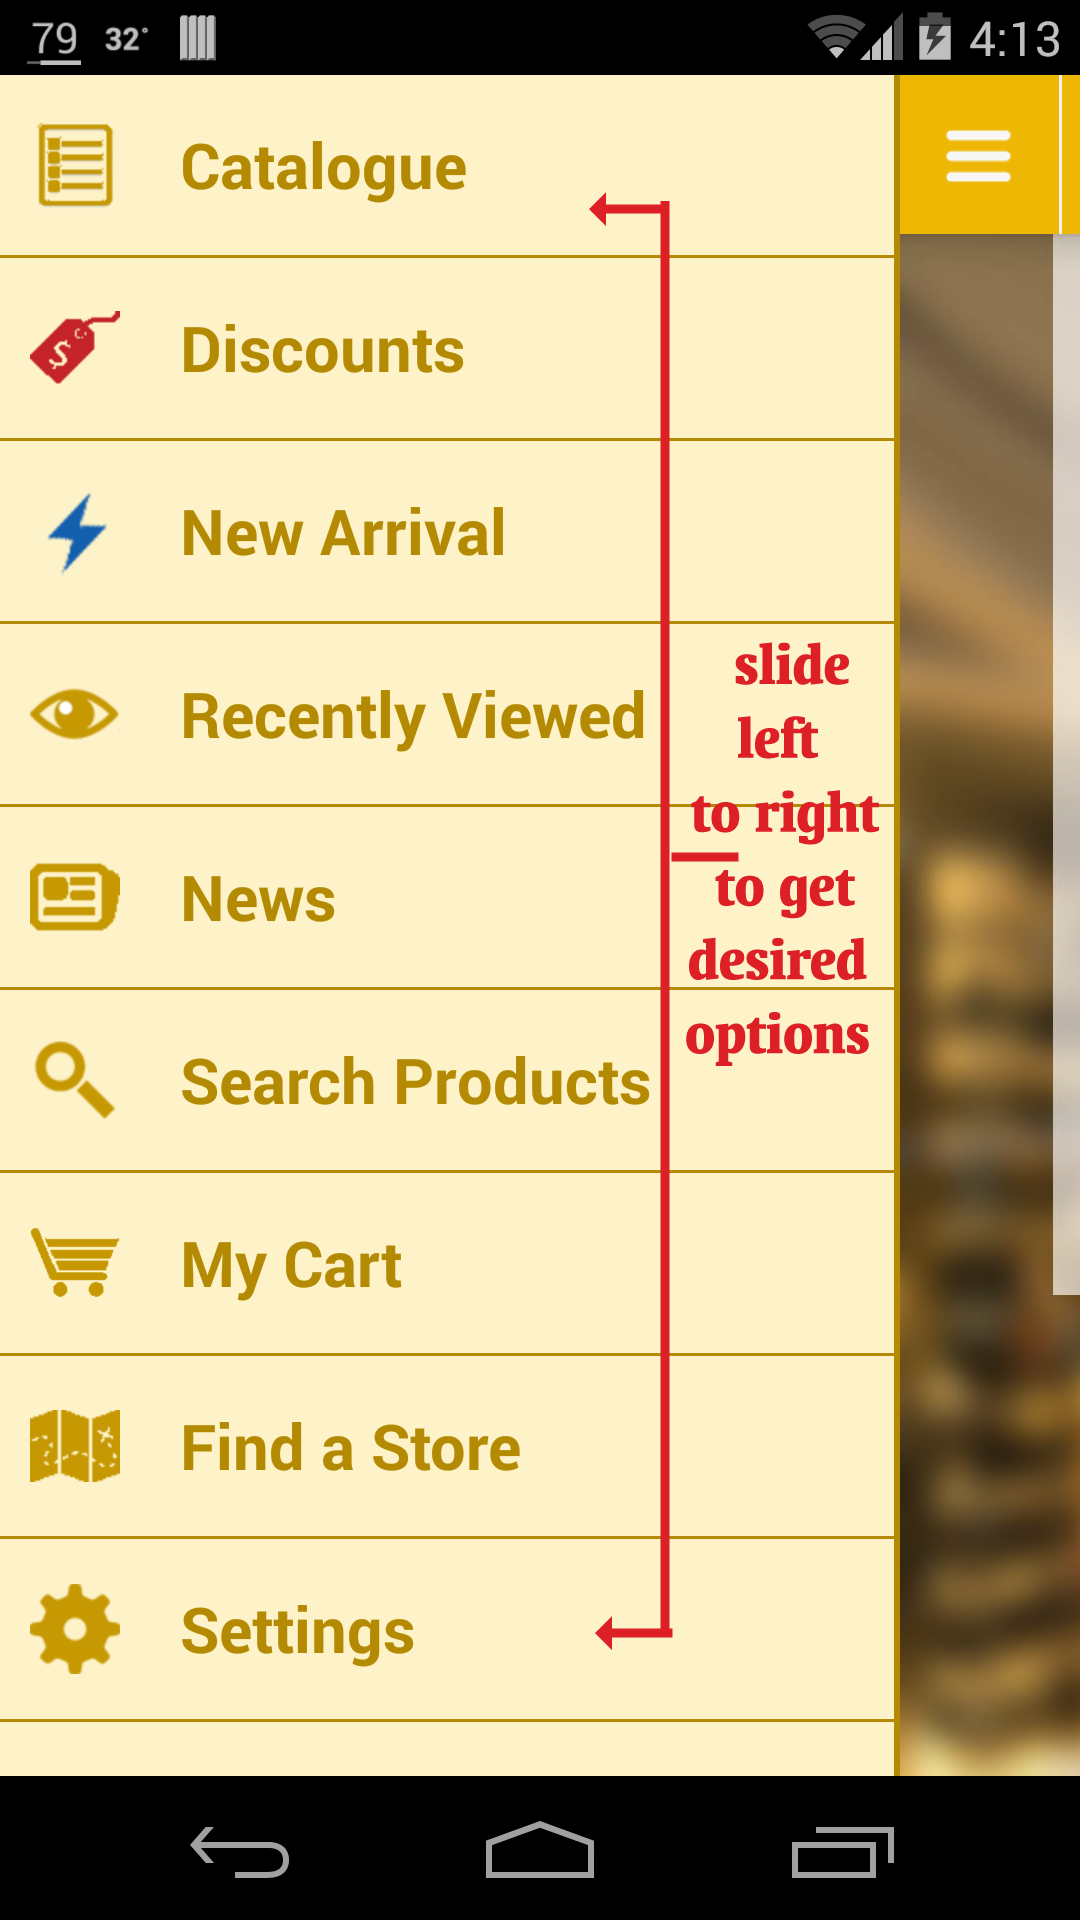 79 32° 4:13
Catalogue
Discounts
New Arrival
Recently Viewed
News
Search Products
My Cart
Find a Store
Settings
slide
left
to right
to get
desired
options